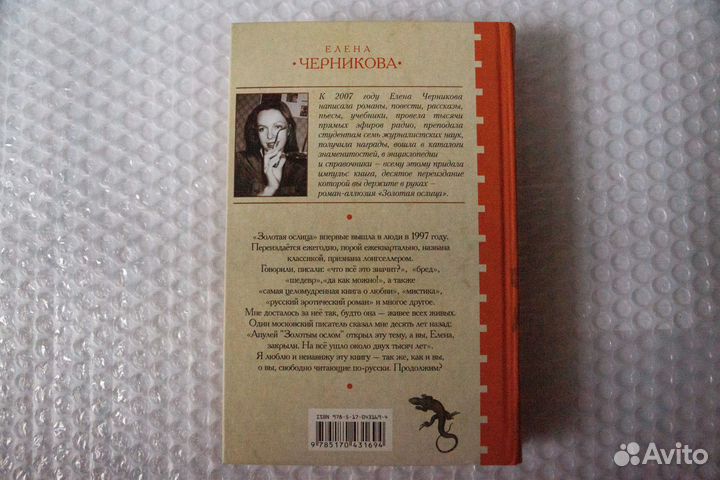 ЕЛЕНА
•ЧЕРНИКОВА•
К 2007 году Елена Черникова
написала романы, повести, рассказы,
пьесы, учебники, провела тысячи
прямых эфиров радио, преподала
студентам семь журналистских наук,
получила награды, вошла в каталоги
знаменитостей, в энциклопедии
и справочники — всему этому придала
импульс книга, десятое переиздание
которой вы держите в руках —
роман-аллюзия «Золотая ослица».
«Золотая ослица» впервые вышла в люди в 1997 году.
Переиздаётся ежегодно, порой ежеквартально, названа
классикой, признана лонгселлером.
Говорили, писали: «что всё это значит?», «бред»,
«шедевр»,«да как можно!», а также
«самая целомудренная книга о любви», «мистика»,
«русский эротический роман» и многое другое.
Мне досталось за неё так, будто она — живее всех живых.
Один московский писатель сказал мне десять лет назад:
«Апулей "Золотым ослом" открыл эту тему, а вы, Елена,
закрыли. На всё ушло около двух тысяч лет».
Я люблю и ненавижу эту книгу — так же, как и вы,
о вы, свободно читающие по-русски. Продолжим?
ISBN 978-5-17-043169-4
9 785170 431694
Avito